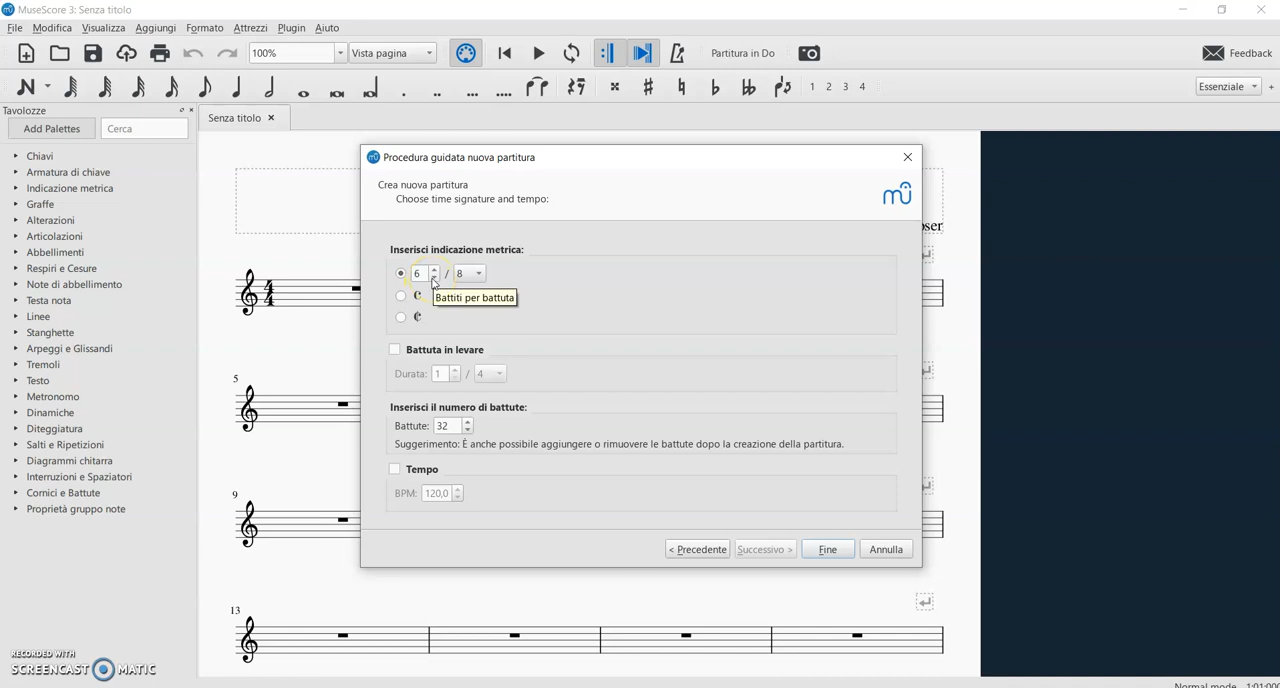 MuseScore 3: Senza titolo
File Modifica Visualizza Aggiungi Formato Attrezzi Plugin Aiuto
100% Vista pagina Partitura in Do Feedback
1 2 3 4 Essenziale +
Tavolozze
Add Palettes Cerca
Senza titolo
Chiavi
Armatura di chiave
Indicazione metrica
Graffe
Alterazioni
Articolazioni
Abbellimenti
Respiri e Cesure
Note di abbellimento
Testa nota
Linee
Stanghette
Arpeggi e Glissandi
Tremoli
Testo
Metronomo
Dinamiche
Diteggiatura
Salti e Ripetizioni
Diagrammi chitarra
Interruzioni e Spaziatori
Cornici e Battute
Proprietà gruppo note
RECORDED WITH
SCREENCAST MATIC
Procedura guidata nuova partitura
Crea nuova partitura
Choose time signature and tempo:
Inserisci indicazione metrica:
6 / 8
Battiti per battuta
Battuta in levare
Durata: 1 / 4
Inserisci il numero di battute:
Battute: 32
Suggerimento: È anche possibile aggiungere o rimuovere le battute dopo la creazione della partitura.
Tempo
BPM: 120,0
< Precedente Successivo > Fine Annulla
4
4
5
9
13
Normal mode